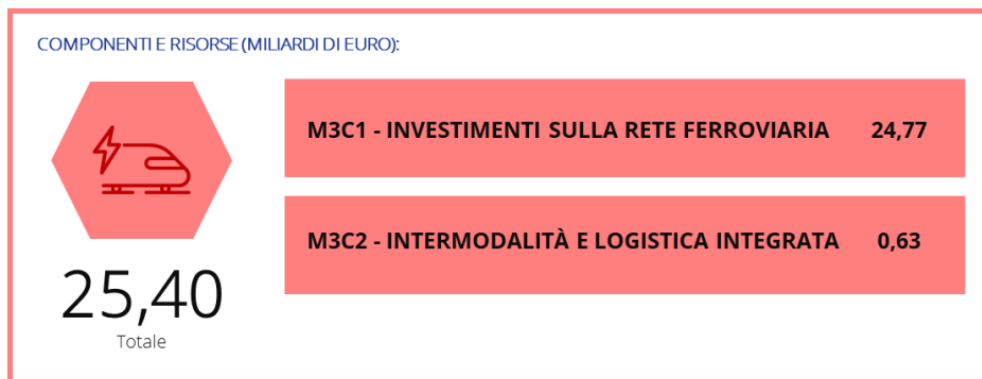 COMPONENTI E RISORSE (MILIARDI DI EURO):
M3C1 - INVESTIMENTI SULLA RETE FERROVIARIA 24,77
M3C2 - INTERMODALITÀ E LOGISTICA INTEGRATA 0,63
25,40
Totale